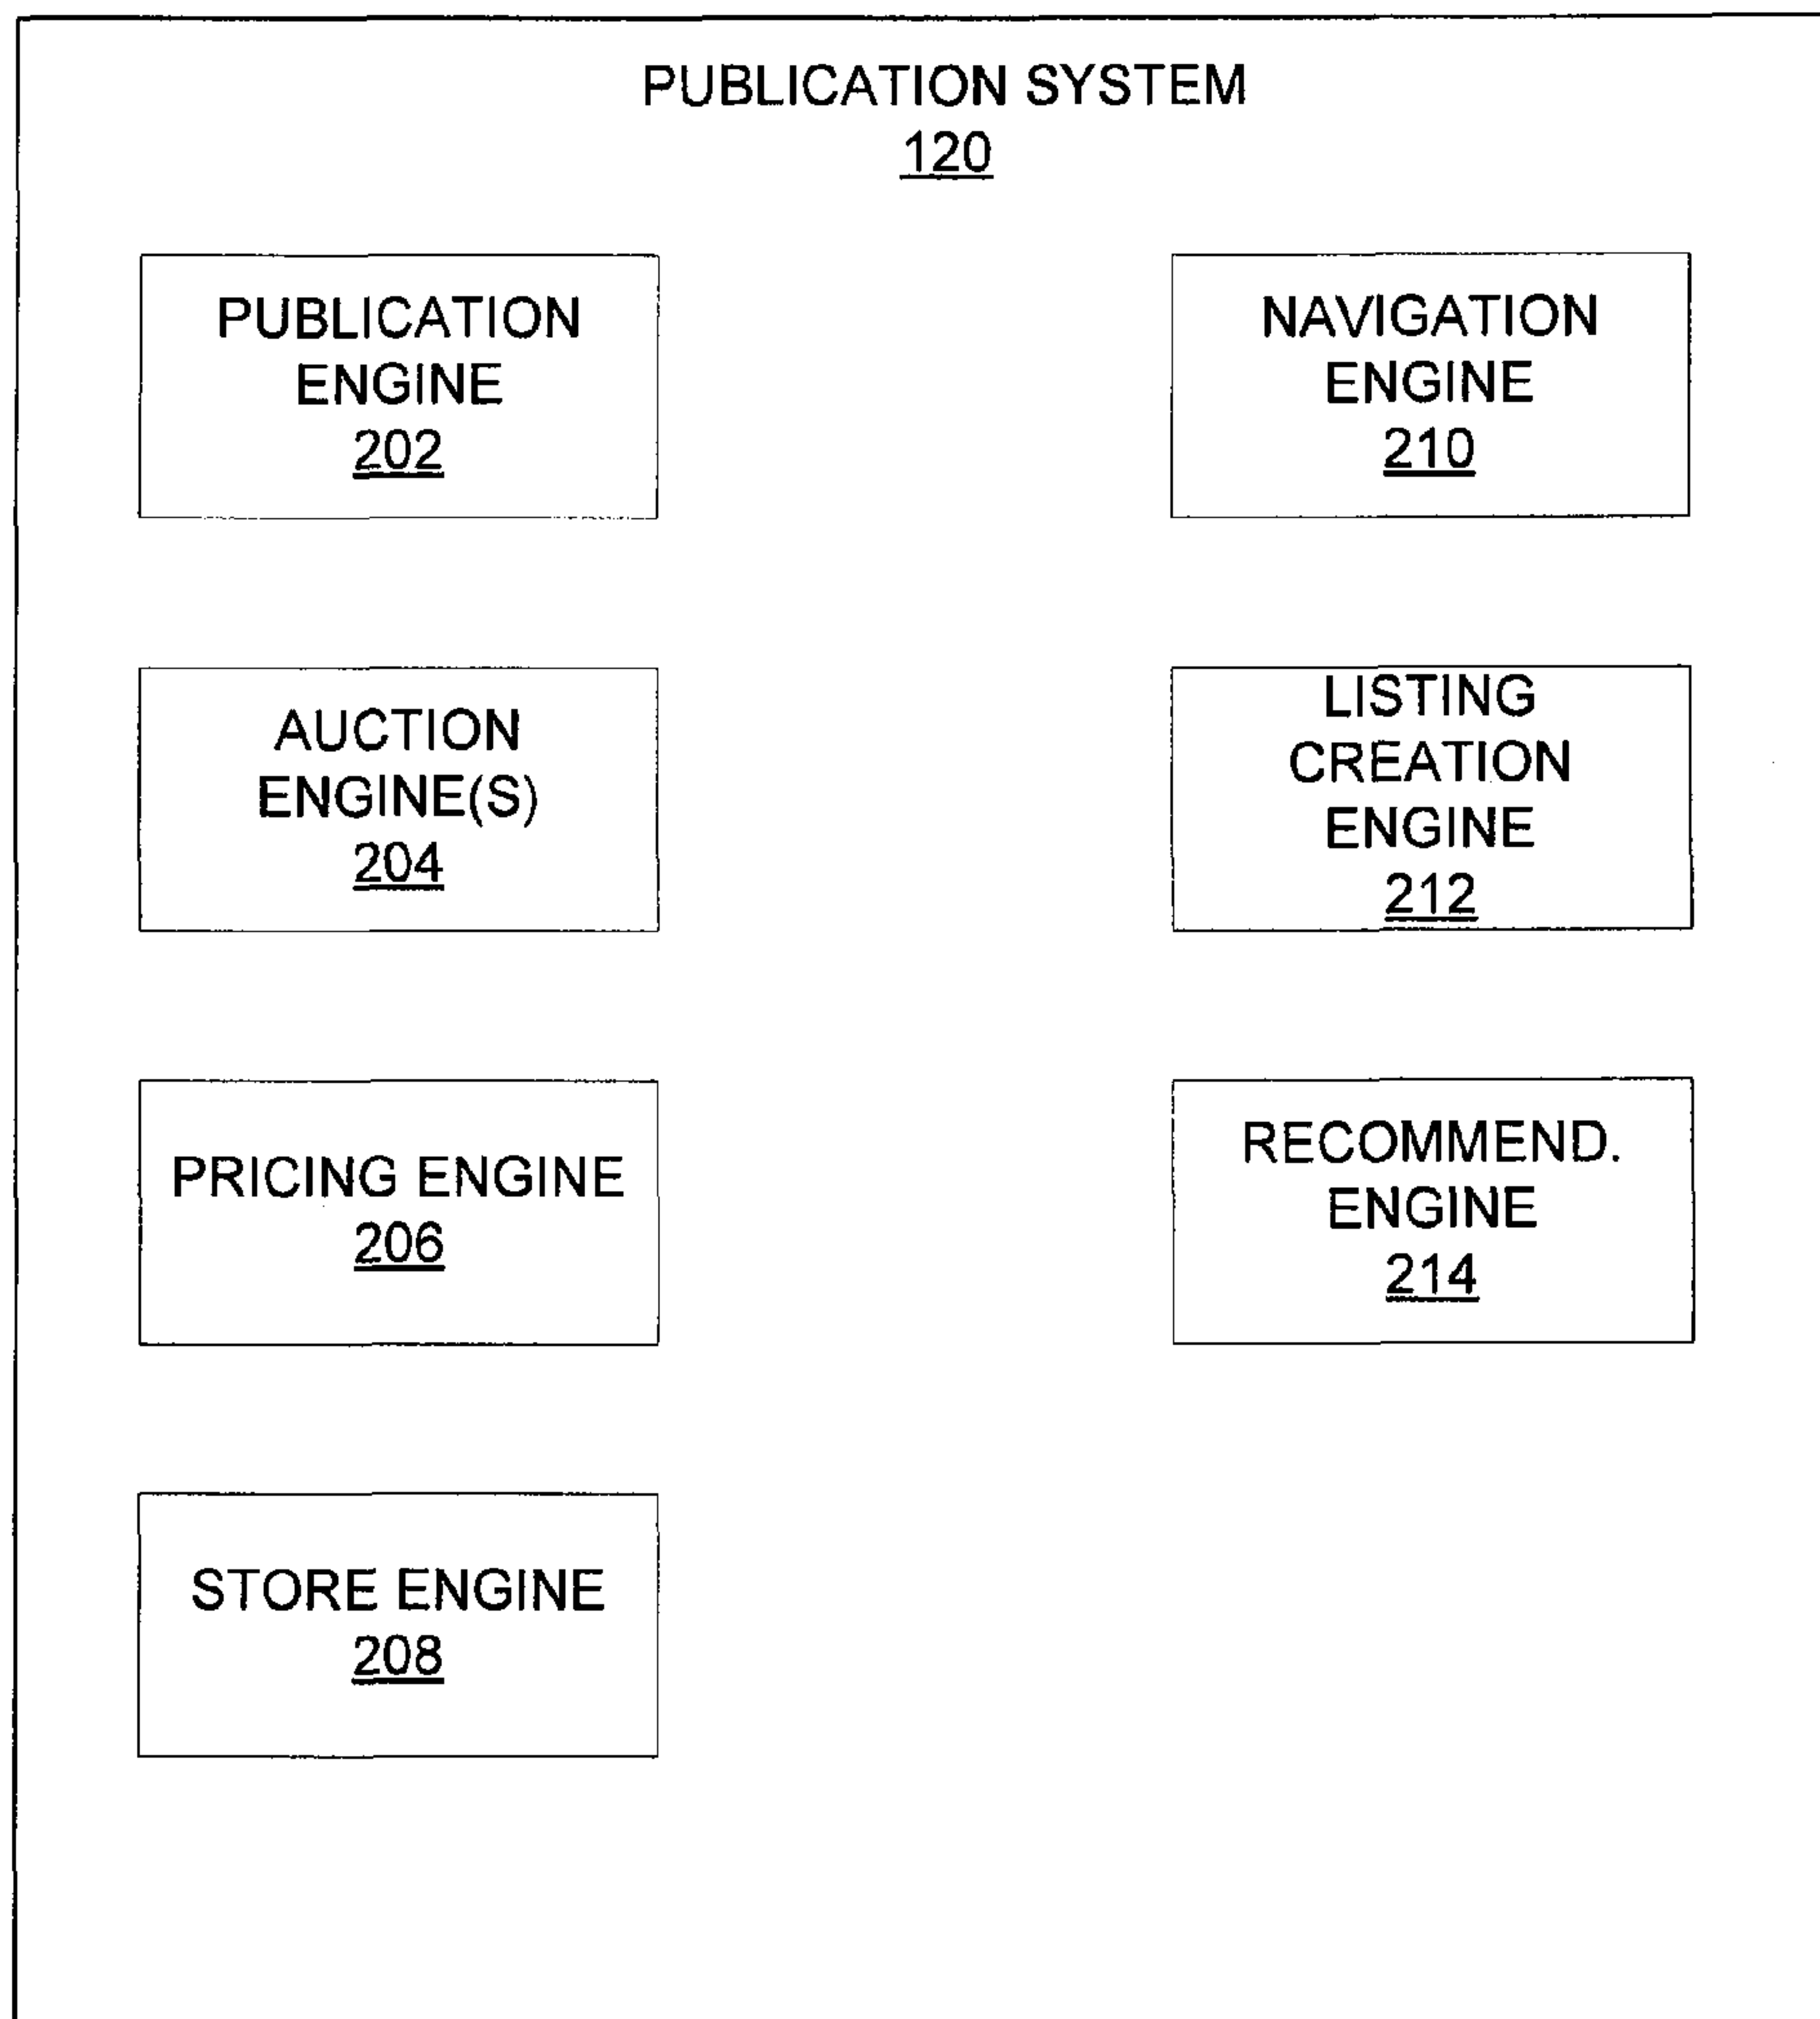 PUBLICATION SYSTEM
120
PUBLICATION
ENGINE
202
NAVIGATION
ENGINE
210
AUCTION
ENGINE(S)
204
LISTING
CREATION
ENGINE
212
PRICING ENGINE
206
RECOMMEND.
ENGINE
214
STORE ENGINE
208